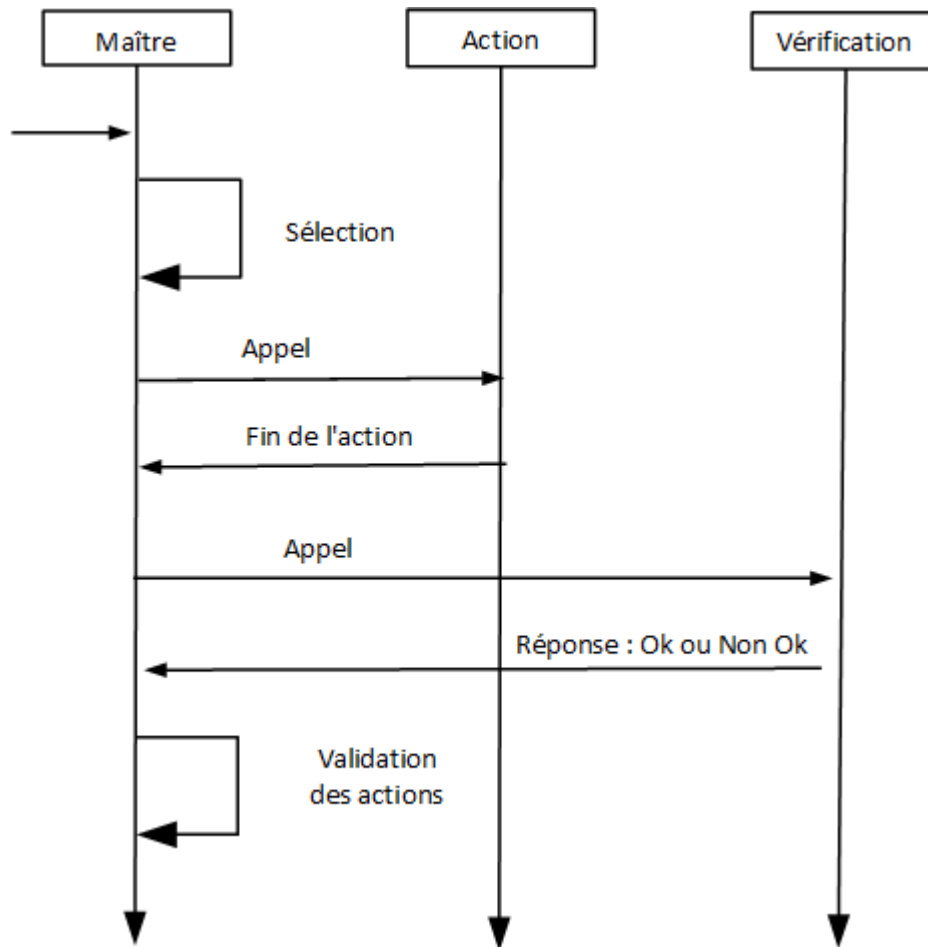 Maître
Action
Vérification
Sélection
Appel
Fin de l'action
Appel
Réponse : Ok ou Non Ok
Validation
des actions